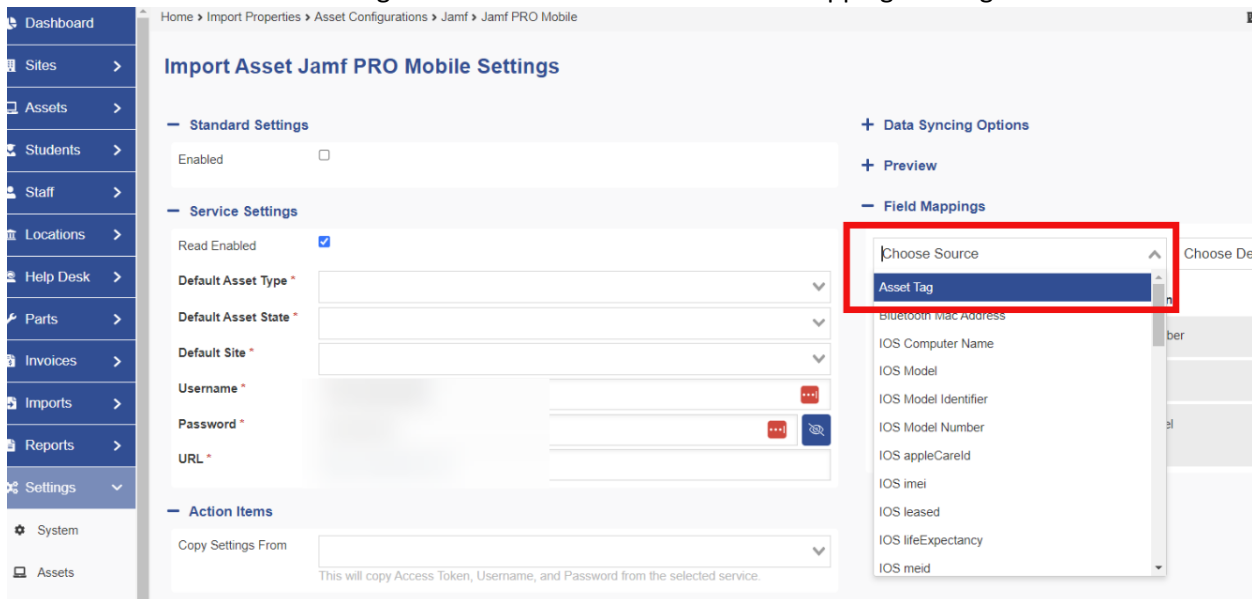 Home > Import Properties > Asset Configurations > Jamf > Jamf PRO Mobile
Dashboard
Sites
Assets
Students
Staff
Locations
Help Desk
Parts
Invoices
Imports
Reports
Settings
System
Assets
Import Asset Jamf PRO Mobile Settings
Standard Settings
Enabled
Service Settings
Read Enabled
Default Asset Type *
Default Asset State *
Default Site *
Username *
Password *
URL *
Action Items
Copy Settings From
This will copy Access Token, Username, and Password from the selected service.
Data Syncing Options
Preview
Field Mappings
Choose Source
Choose De
Asset Tag
Bluetooth Mac Address
IOS Computer Name
IOS Model
IOS Model Identifier
IOS Model Number
IOS appleCareId
IOS imei
IOS leased
IOS lifeExpectancy
IOS meid
ber
el